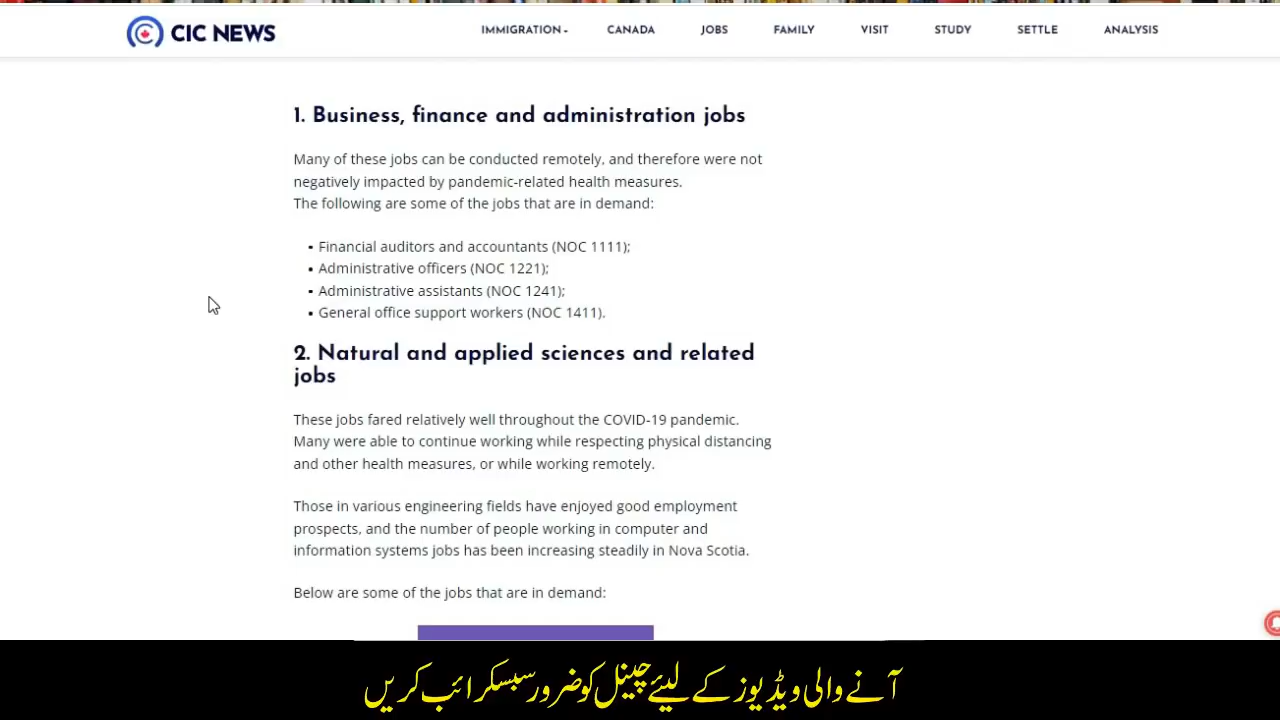 CIC NEWS
IMMIGRATION CANADA JOBS FAMILY VISIT STUDY SETTLE ANALYSIS
1. Business, finance and administration jobs
Many of these jobs can be conducted remotely, and therefore were not
negatively impacted by pandemic-related health measures.
The following are some of the jobs that are in demand:
• Financial auditors and accountants (NOC 1111);
• Administrative officers (NOC 1221);
• Administrative assistants (NOC 1241);
• General office support workers (NOC 1411).
2. Natural and applied sciences and related
jobs
These jobs fared relatively well throughout the COVID-19 pandemic.
Many were able to continue working while respecting physical distancing
and other health measures, or while working remotely.
Those in various engineering fields have enjoyed good employment
prospects, and the number of people working in computer and
information systems jobs has been increasing steadily in Nova Scotia.
Below are some of the jobs that are in demand:
آنے والی ویڈیوز کے لیئے چینل کو ضرور سبسکرائب کریں